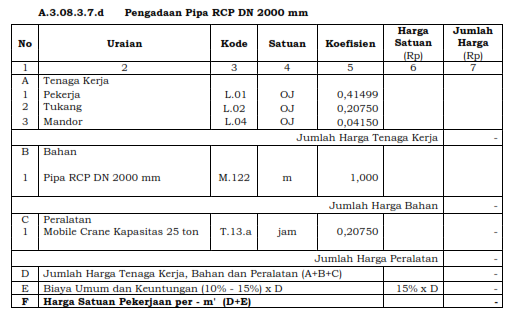 A.3.08.3.7.d Pengadaan Pipa RCP DN 2000 mm
No Uraian Kode Satuan Koefisien Harga Satuan (Rp) Jumlah Harga (Rp)
1 2 3 4 5 6 7
A Tenaga Kerja
1 Pekerja L.01 OJ 0,41499
2 Tukang L.02 OJ 0,20750
3 Mandor L.04 OJ 0,04150
Jumlah Harga Tenaga Kerja -
B Bahan
1 Pipa RCP DN 2000 mm M.122 m 1,000
Jumlah Harga Bahan -
C Peralatan
1 Mobile Crane Kapasitas 25 ton T.13.a jam 0,20750 -
Jumlah Harga Peralatan -
D Jumlah Harga Tenaga Kerja, Bahan dan Peralatan (A+B+C) -
E Biaya Umum dan Keuntungan (10% - 15%) x D 15% x D -
F Harga Satuan Pekerjaan per - m' (D+E) -